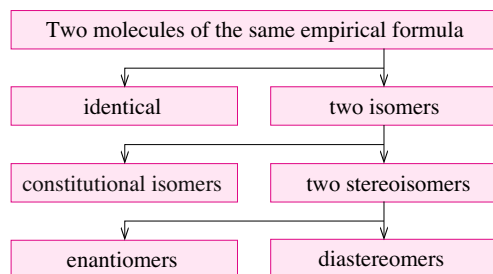 Two molecules of the same empirical formula
identical
two isomers
constitutional isomers
two stereoisomers
enantiomers
diastereomers